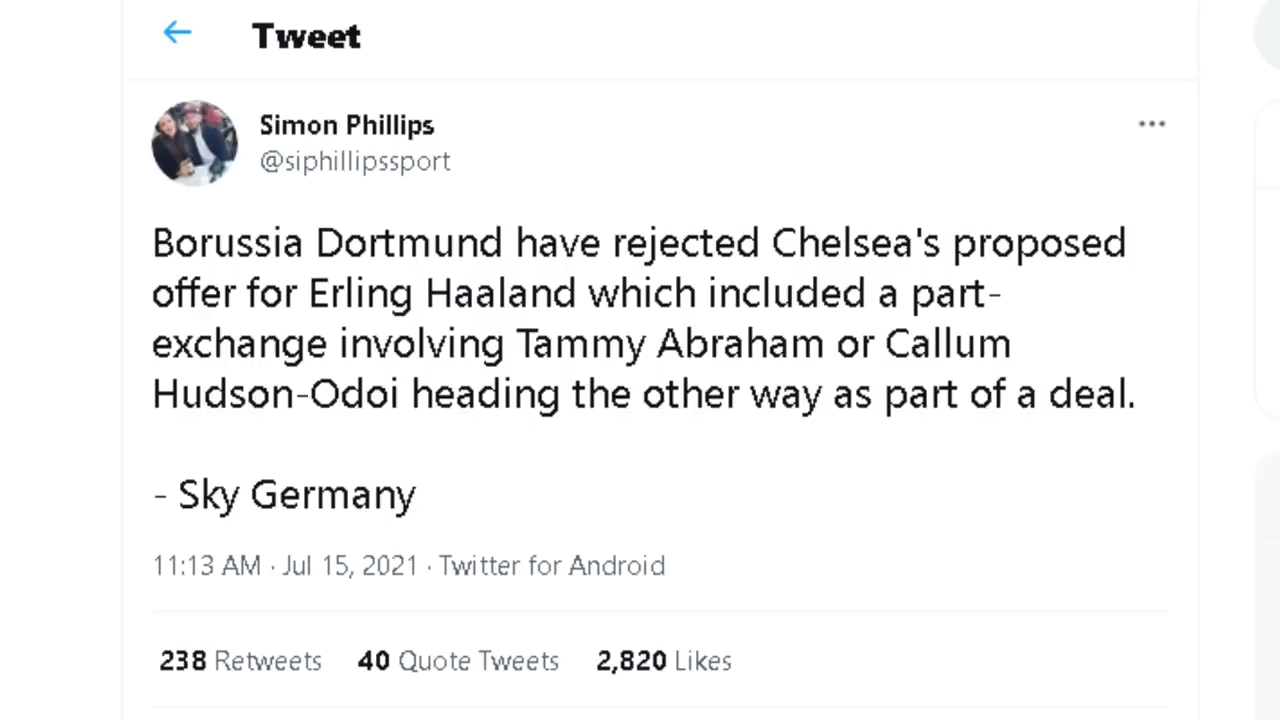 Tweet
Simon Phillips
@siphillipssport
Borussia Dortmund have rejected Chelsea's proposed
offer for Erling Haaland which included a part-
exchange involving Tammy Abraham or Callum
Hudson-Odoi heading the other way as part of a deal.
- Sky Germany
11:13 AM · Jul 15, 2021 · Twitter for Android
238 Retweets 40 Quote Tweets 2,820 Likes